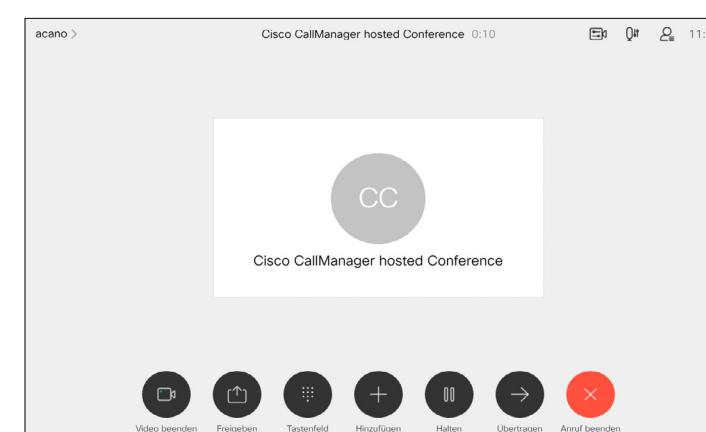 acano >
Cisco CallManager hosted Conference 0:10
11:
CC
Cisco CallManager hosted Conference
Video beenden Freigeben Tastenfeld Hinzufügen Halten Übertragen Anruf beenden